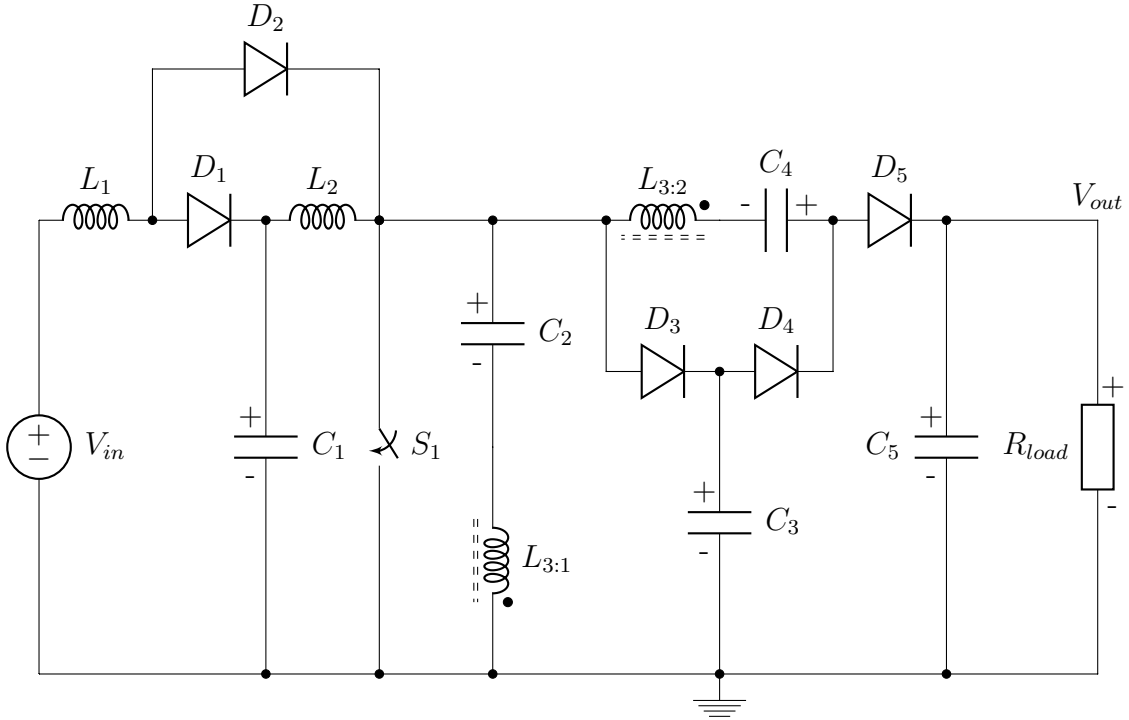 D2
L1
D1
L2
L3:2
C4
D5
Vout
- +
D3
D4
+
C2
-
+
-
Vin
+
C1
-
S1
+
C5
-
Rload
+
-
+
C3
-
L3:1